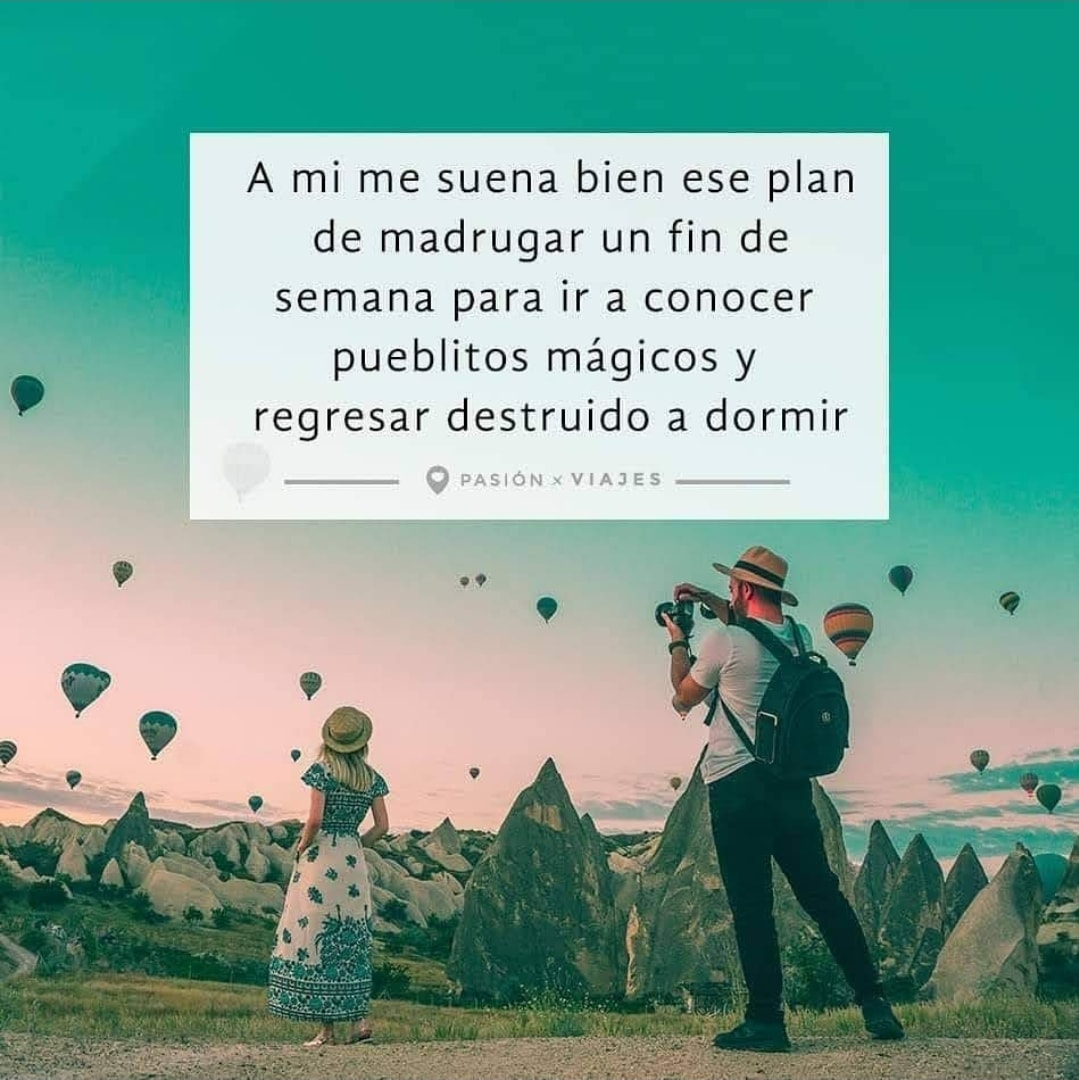 A mi me suena bien ese plan
de madrugar un fin de
semana para ir a conocer
pueblitos mágicos y
regresar destruido a dormir
PASIÓN x VIAJES